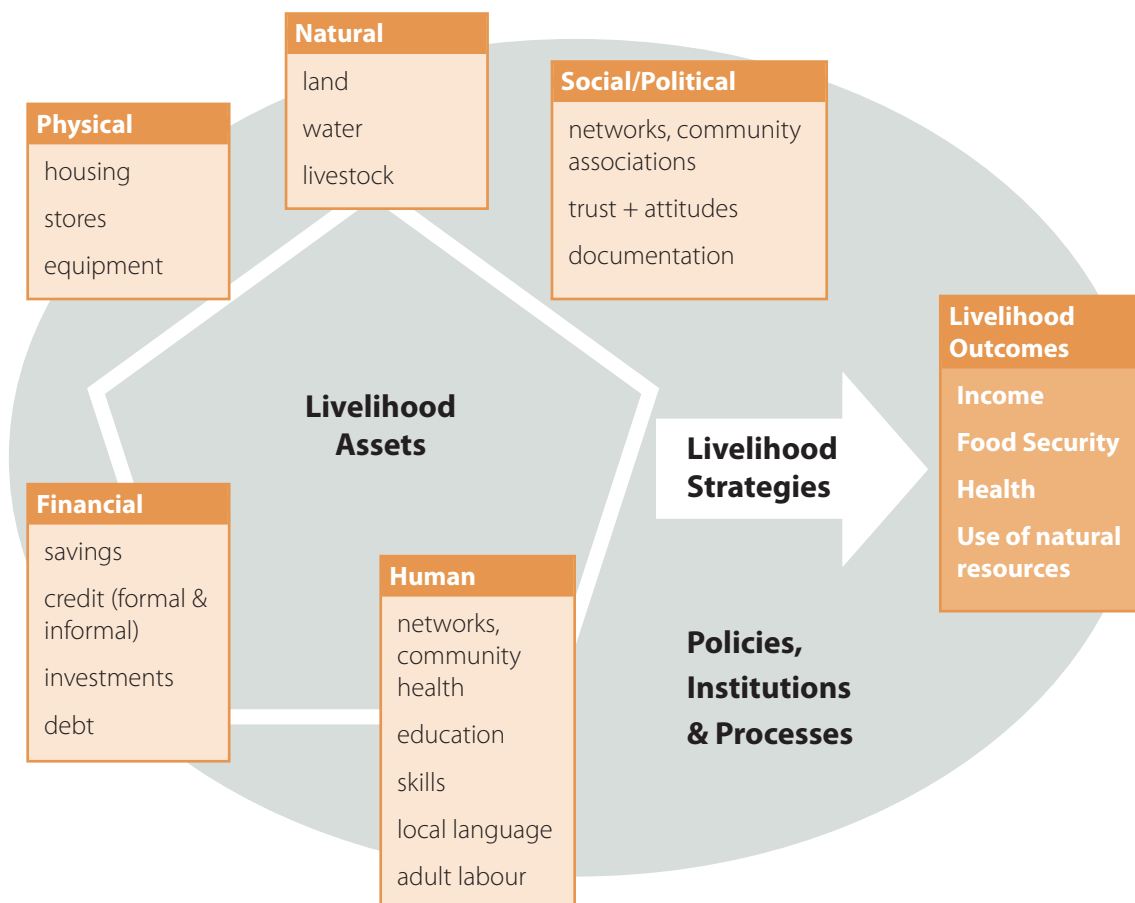 Natural
land
water
livestock
Social/Political
networks, community
associations
trust + attitudes
documentation
Physical
housing
stores
equipment
Livelihood
Assets
Livelihood
Strategies
Livelihood
Outcomes
Income
Food Security
Health
Use of natural
resources
Financial
savings
credit (formal &
informal)
investments
debt
Human
networks,
community
health
education
skills
local language
adult labour
Policies,
Institutions
& Processes